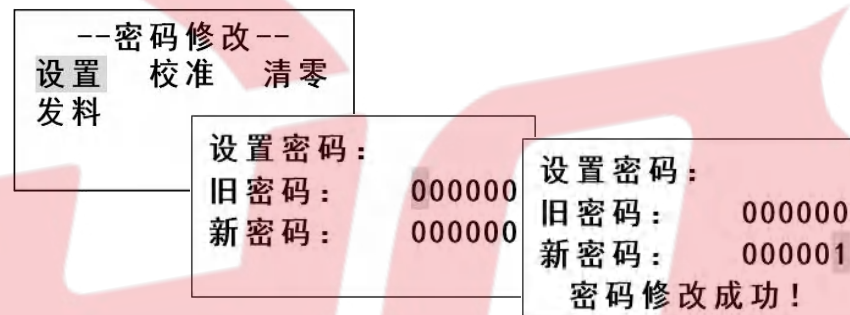 --密码修改--
设置 校准 清零
发料
设置密码:
旧密码: 000000
新密码: 000000
设置密码:
旧密码: 000000
新密码: 000001
密码修改成功!